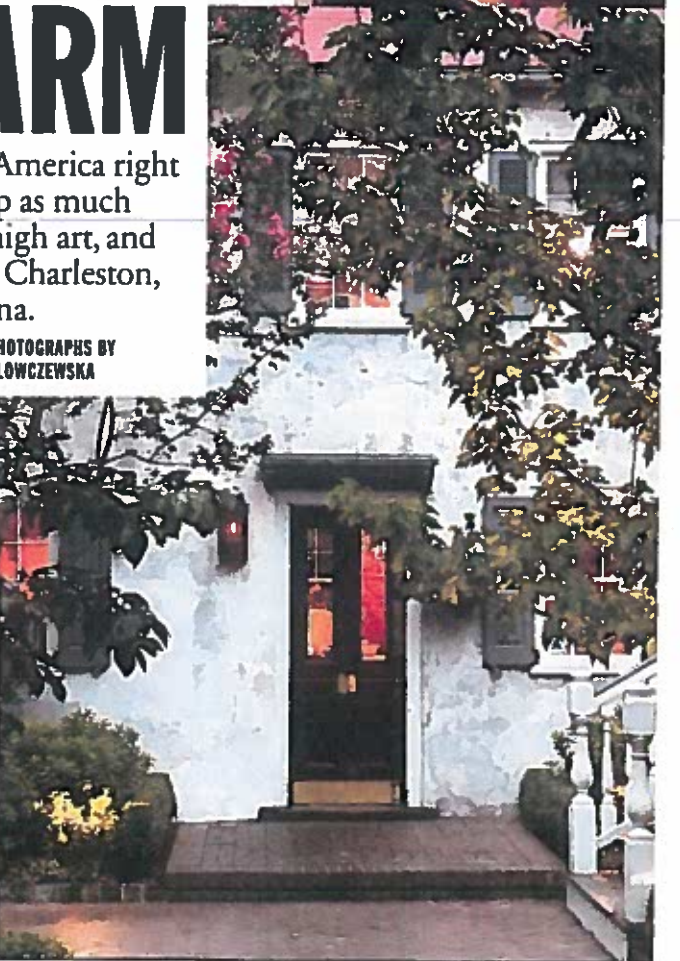 ARM
America right
p as much
high art, and
Charleston,
na.
HOTOGRAPHS BY
LOWCZEWSKA